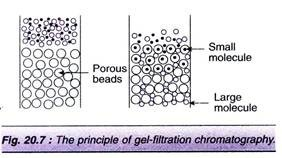 Small
molecule
Porous
beads
Large
molecule
Fig. 20.7 : The principle of gel-filtration chromatography.